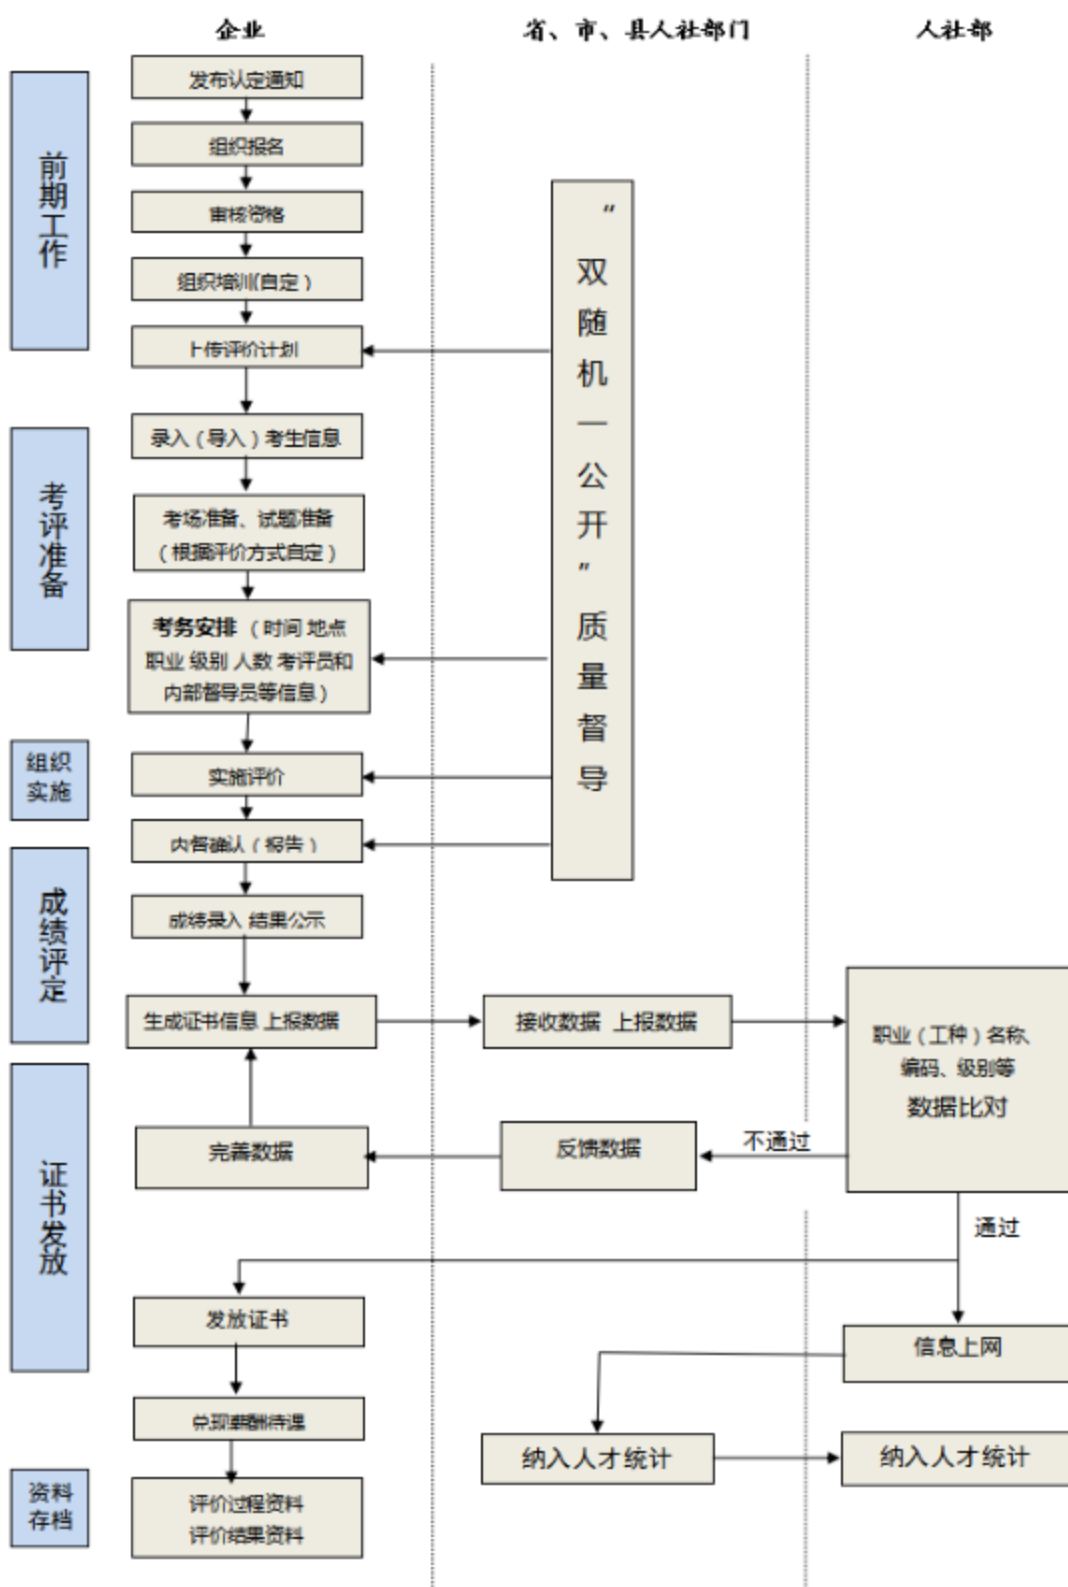 企业
省、市、县人社部门
人社部
前期工作
发布认定通知
组织报名
审核资格
组织培训(自定）
上传评价计划
“双随机一公开”质量督导
考评准备
录入（导入）考生信息
考场准备、试题准备
（根据评价方式自定）
考务安排（时间 地点
职业 级别 人数 考评员和
内部督导员等信息）
组织
实施
实施评价
内督确认（报告）
成绩评定
成绩录入 结果公示
生成证书信息 上报数据
接收数据 上报数据
职业（工种）名称、
编码、级别等
数据比对
证书发放
完善数据
反馈数据
不通过
通过
发放证书
信息上网
兑现薪酬待遇
纳入人才统计
纳入人才统计
资料
存档
评价过程资料
评价结果资料